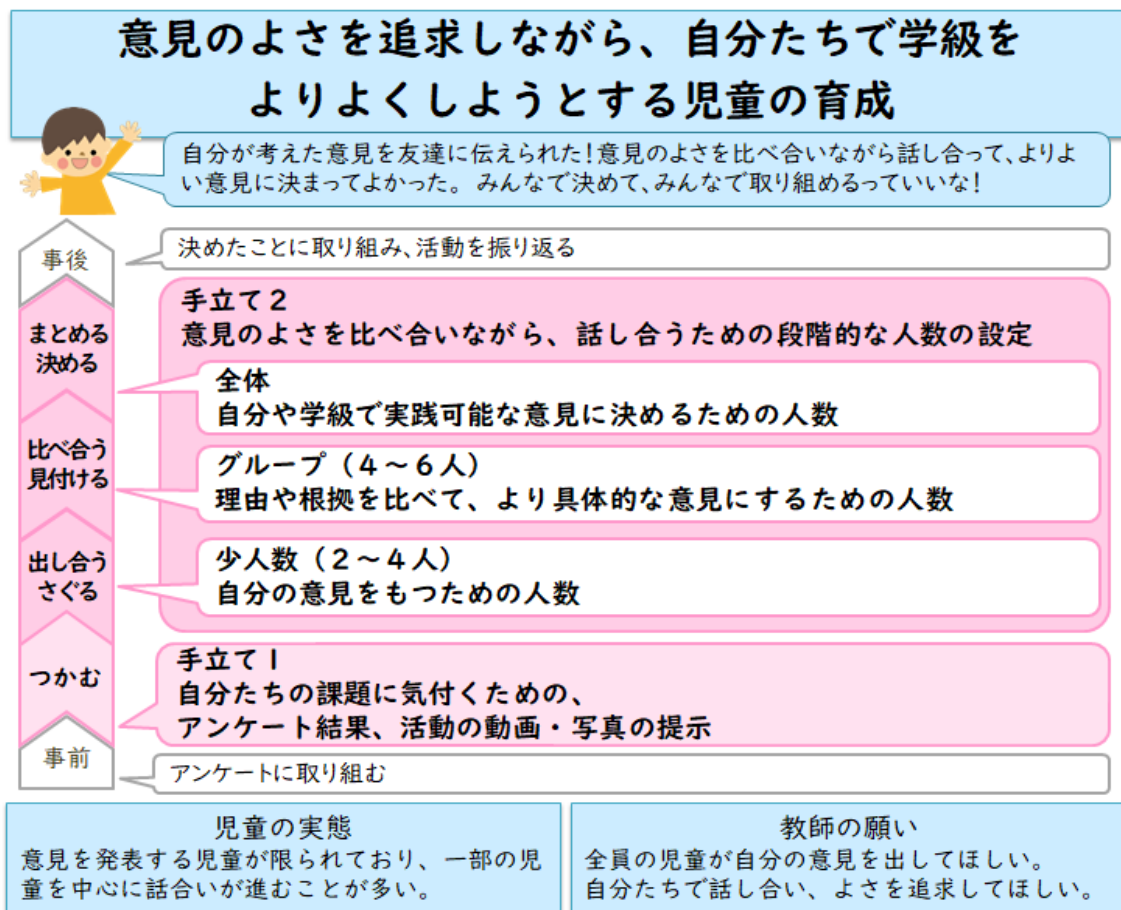 意見のよさを追求しながら、自分たちで学級を
よりよくしようとする児童の育成
自分が考えた意見を友達に伝えられた!意見のよさを比べ合いながら話し合って、よりよ
い意見に決まってよかった。 みんなで決めて、みんなで取り組めるっていいな!
事後
決めたことに取り組み、活動を振り返る
手立て2
意見のよさを比べ合いながら、話し合うための段階的な人数の設定
まとめる
決める
全体
自分や学級で実践可能な意見に決めるための人数
比べ合う
見付ける
グループ(4~6人)
理由や根拠を比べて、より具体的な意見にするための人数
出し合う
さぐる
少人数(2~4人)
自分の意見をもつための人数
つかむ
手立て1
自分たちの課題に気付くための、
アンケート結果、活動の動画・写真の提示
事前
アンケートに取り組む
児童の実態
意見を発表する児童が限られており、一部の児
童を中心に話合いが進むことが多い。
教師の願い
全員の児童が自分の意見を出してほしい。
自分たちで話し合い、よさを追求してほしい。